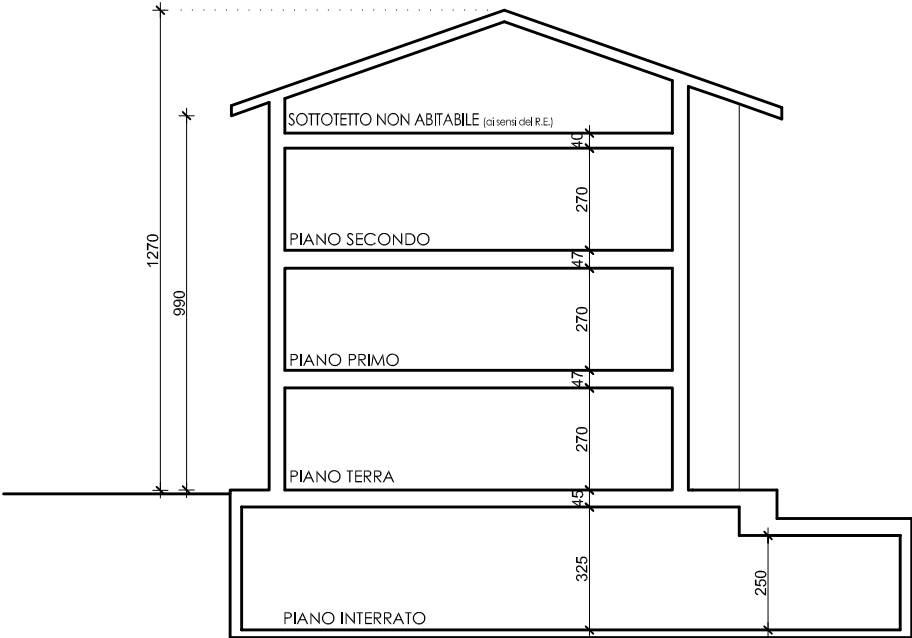 SOTTOTETTO NON ABITABILE (ai sensi del R.E.)
40
270
PIANO SECONDO
47
1270
990
270
PIANO PRIMO
47
270
PIANO TERRA
45
325
250
PIANO INTERRATO